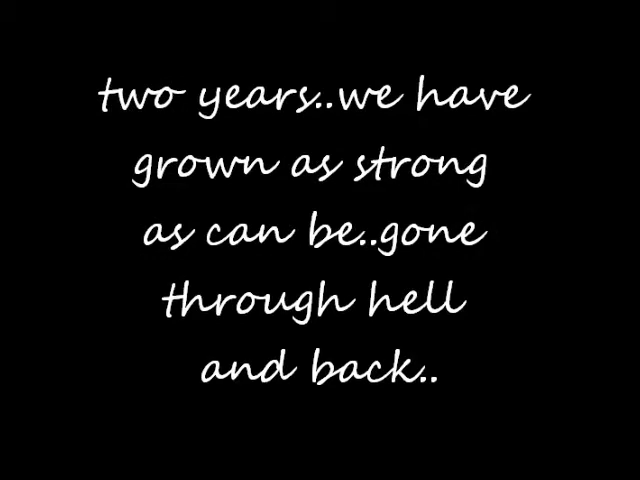 two years..we have
grown as strong
as can be..gone
through hell
and back..